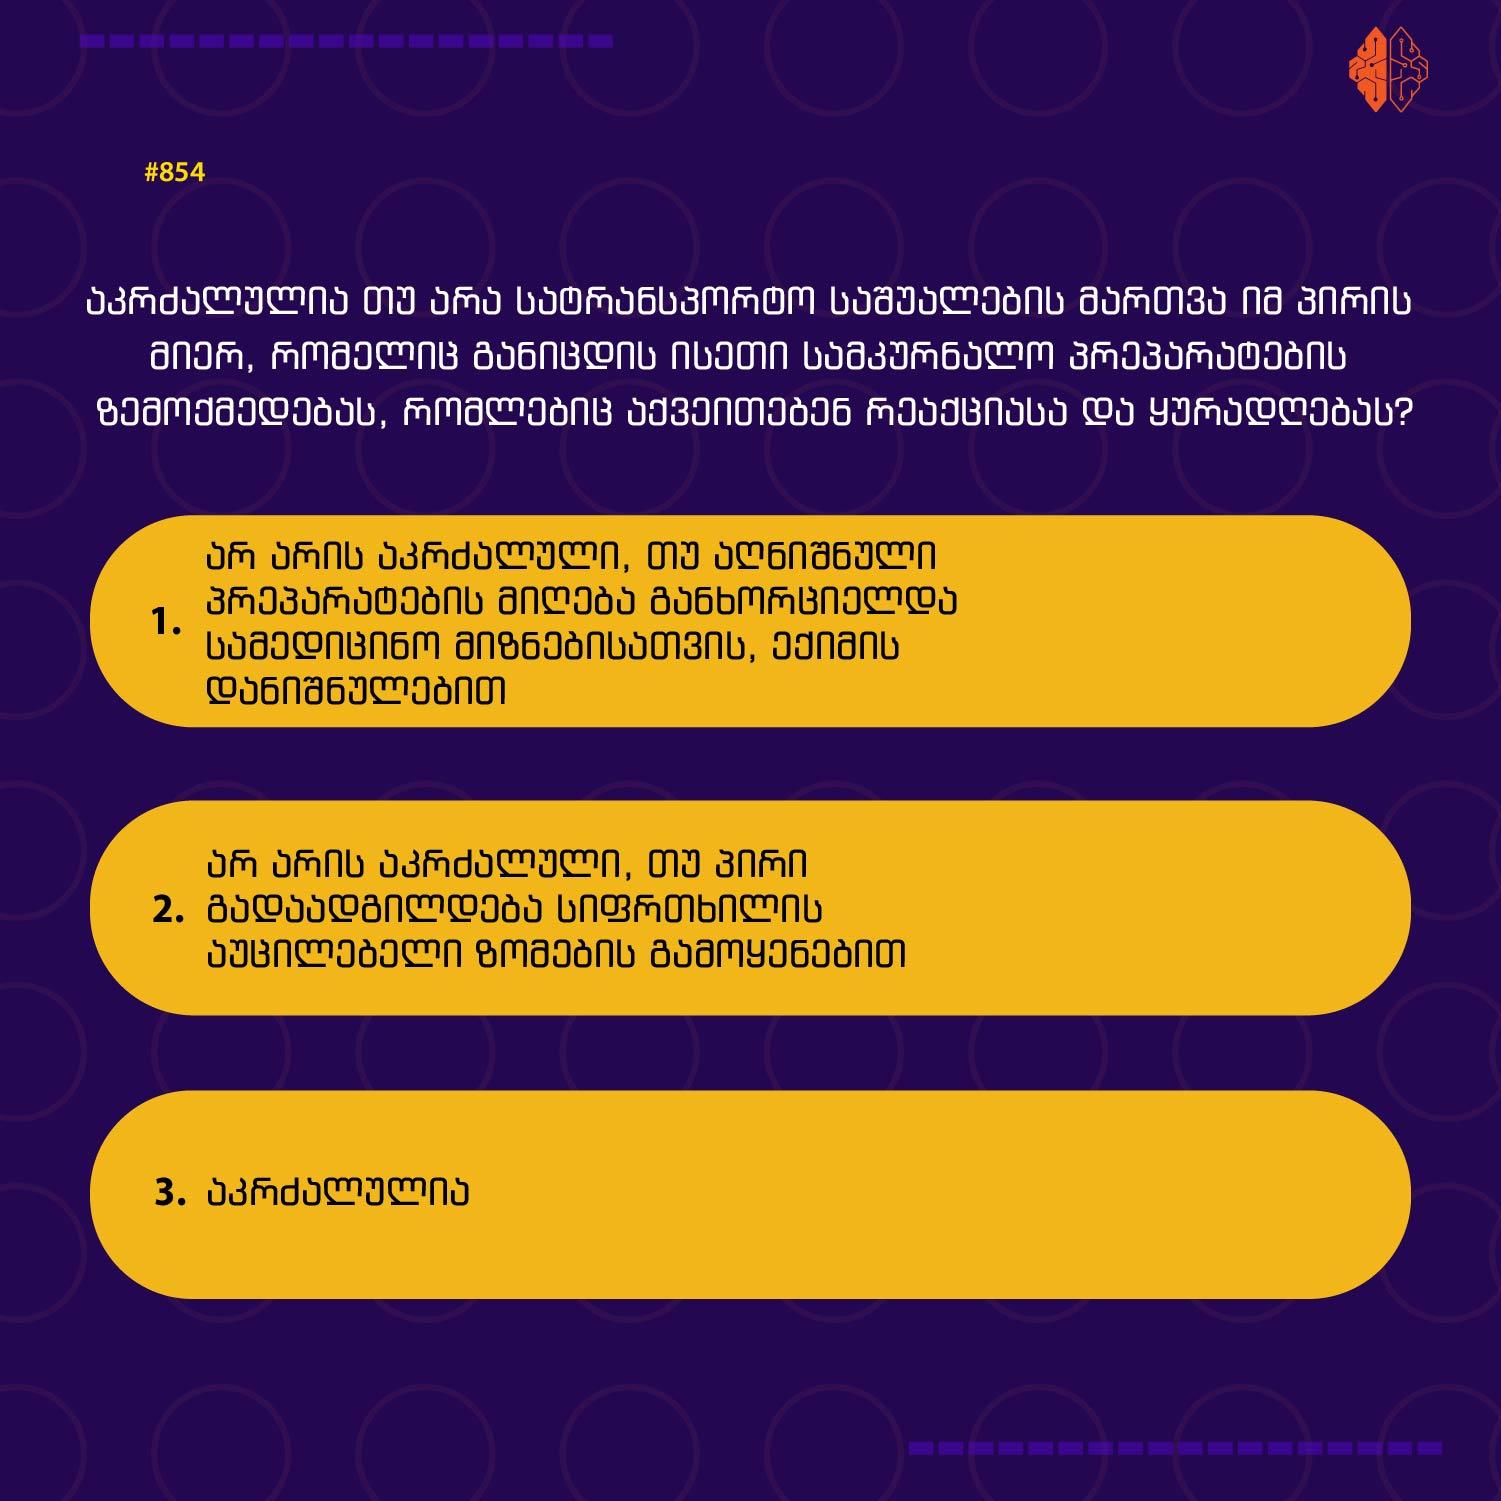 #854
აკრძალულია თუ არა სატრანსპორტო საშუალების მართვა იმ პირის
მიერ, რომელიც განიცდის ისეთი სამკურნალო პრეპარატების
ზემოქმედებას, რომლებიც აქვეითებენ რეაქციასა და ყურადღებას?
1. არ არის აკრძალული, თუ აღნიშნული
პრეპარატების მიღება განხორციელდა
სამედიცინო მიზნებისათვის, ექიმის
დანიშნულებით
2. არ არის აკრძალული, თუ პირი
გადაადგილდება სიფრთხილის
აუცილებელი ზომების გამოყენებით
3. აკრძალულია